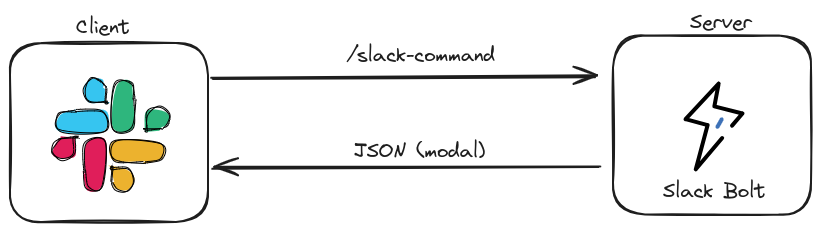 Client
Server
/slack-command
JSON (modal)
Slack Bolt